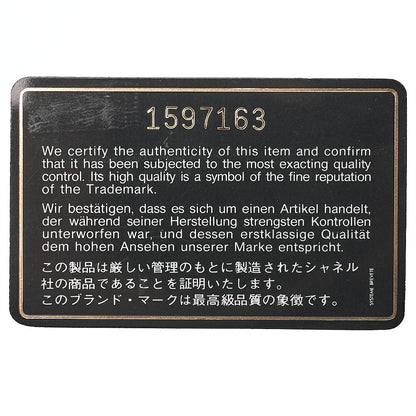 1597163
We certify the authenticity of this item and confirm
that it has been subjected to the most exacting quality
control. Its high quality is a symbol of the fine reputation
of the Trademark.
Wir bestätigen, dass es sich um einen Artikel handelt,
der während seiner Herstellung strengsten Kontrollen
unterworfen war, und dessen erstklassige Qualität
dem hohen Ansehen unserer Marke entspricht.
この製品は厳しい管理のもとに製造されたシャネル
社の商品であることを証明いたします。
このブランド・マークは最高級品質の象徴です。
SYSTEME BREVETE